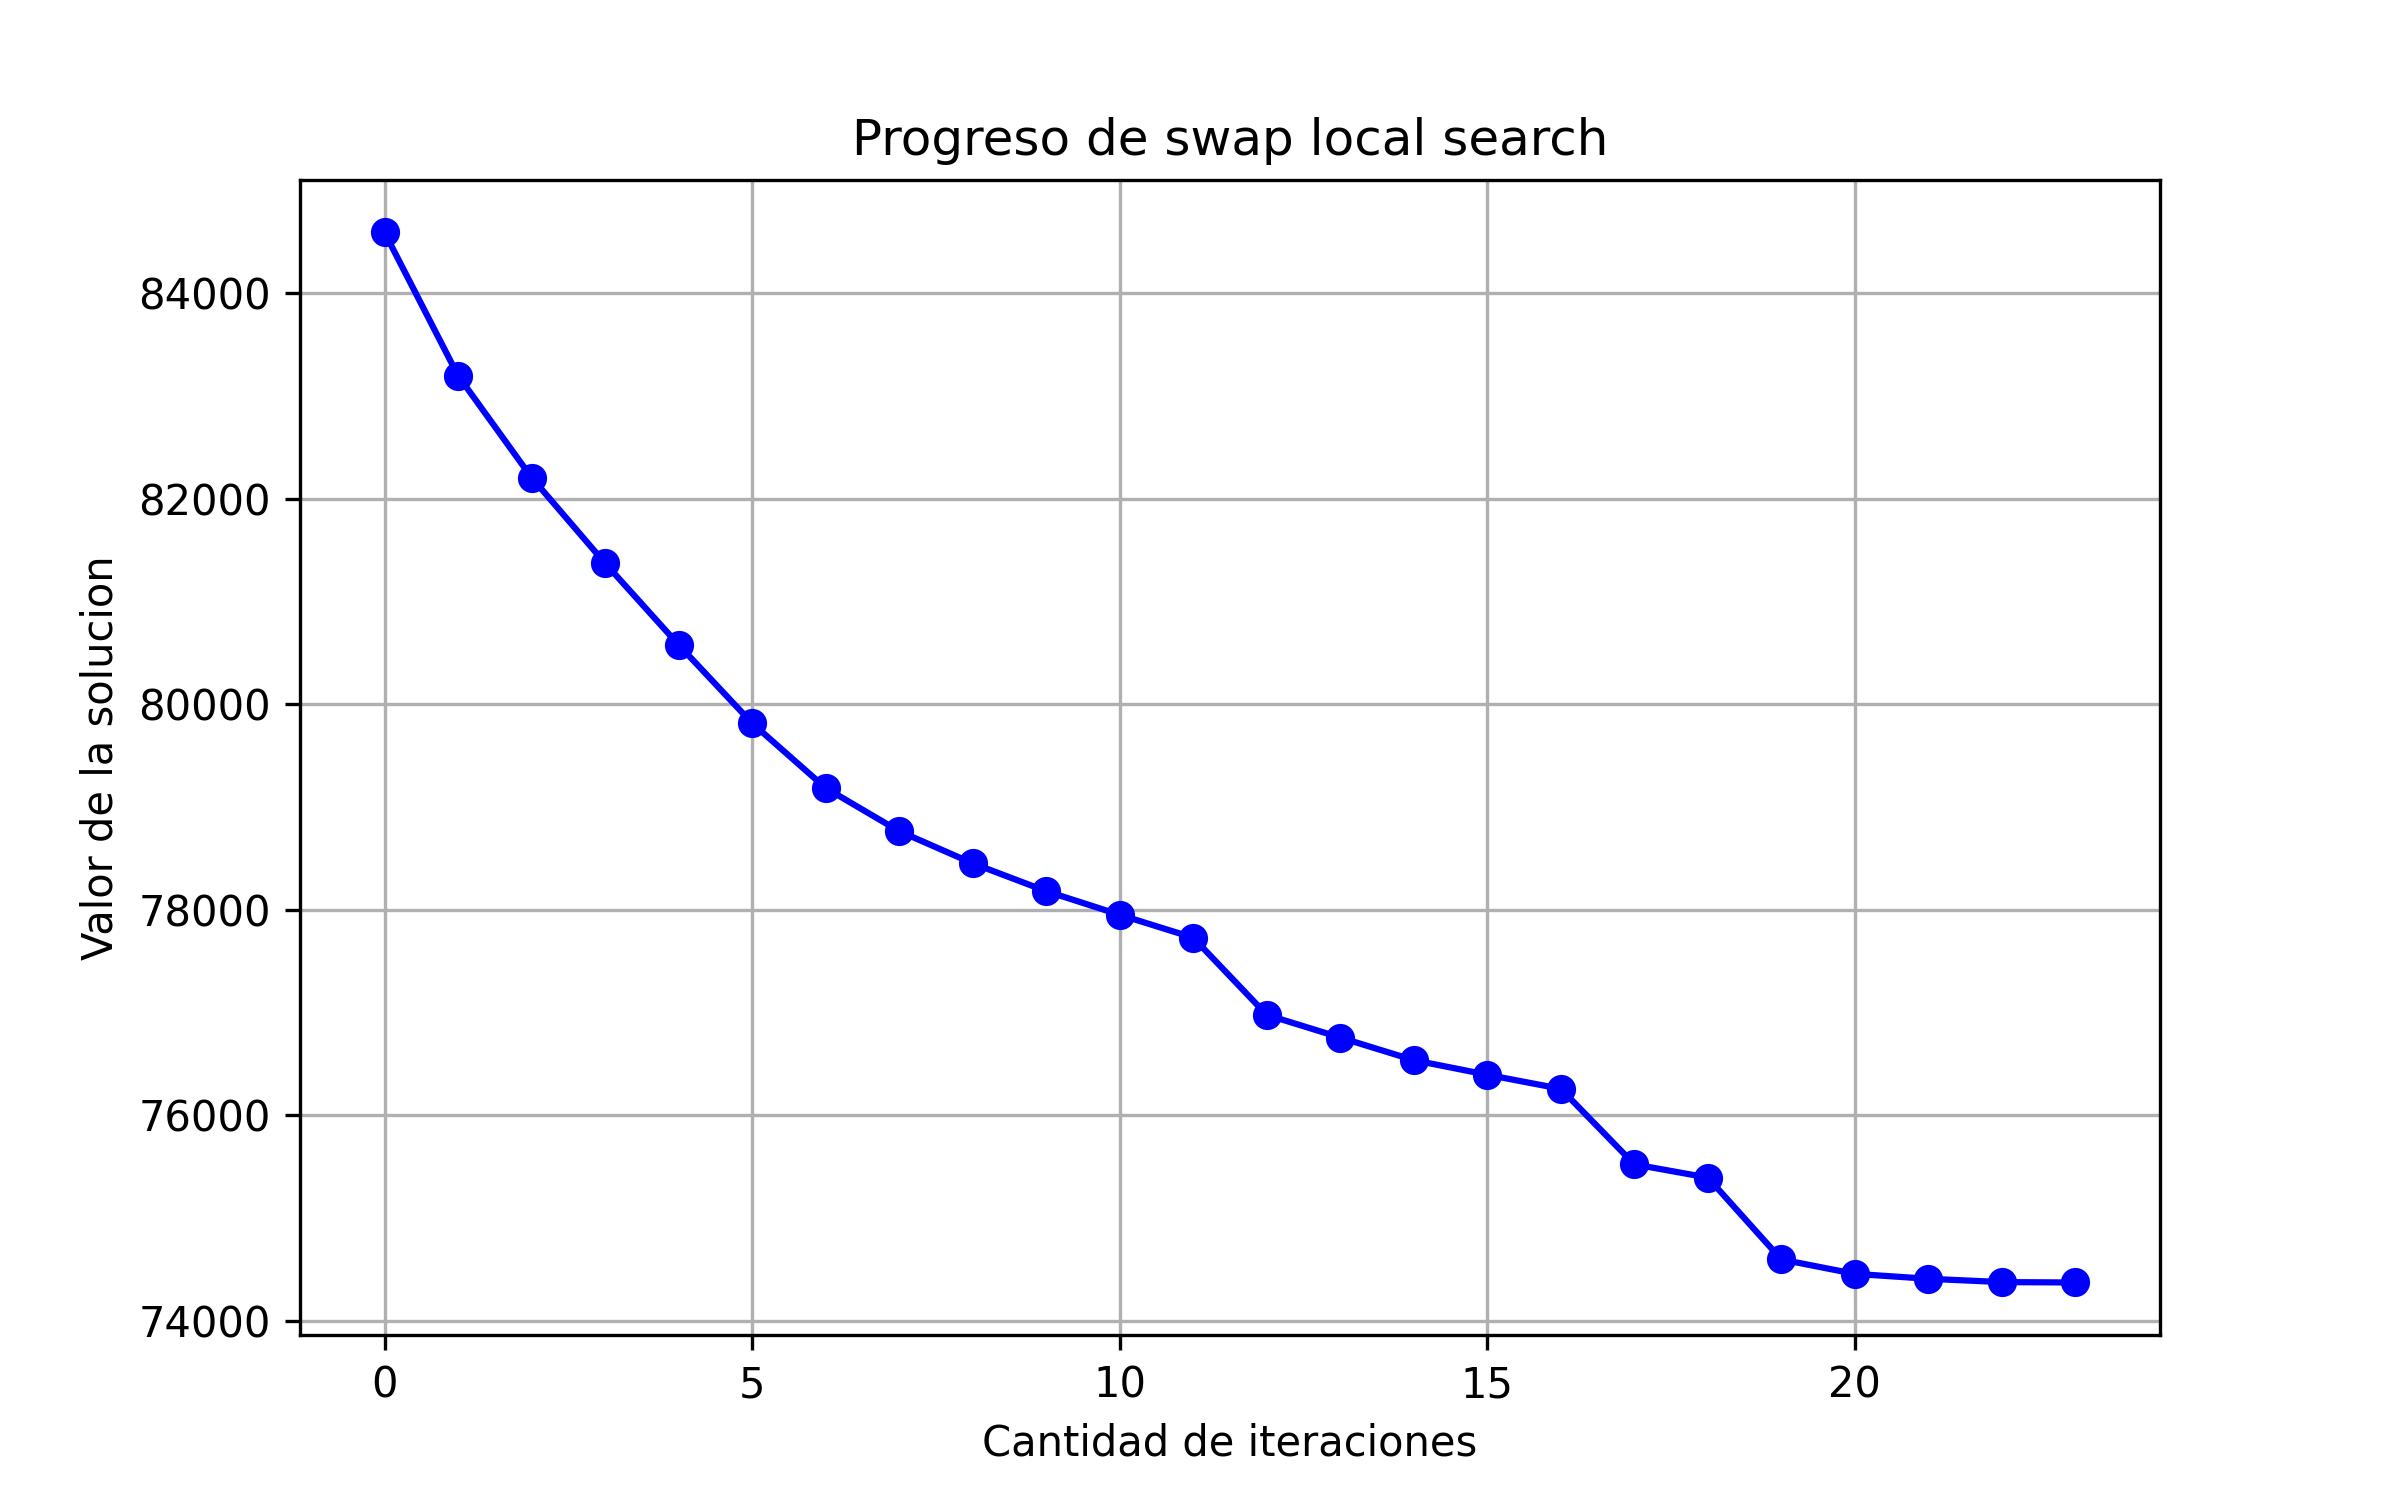 Progreso de swap local search
Valor de la solucion
84000
82000
80000
78000
76000
74000
0 5 10 15 20
Cantidad de iteraciones